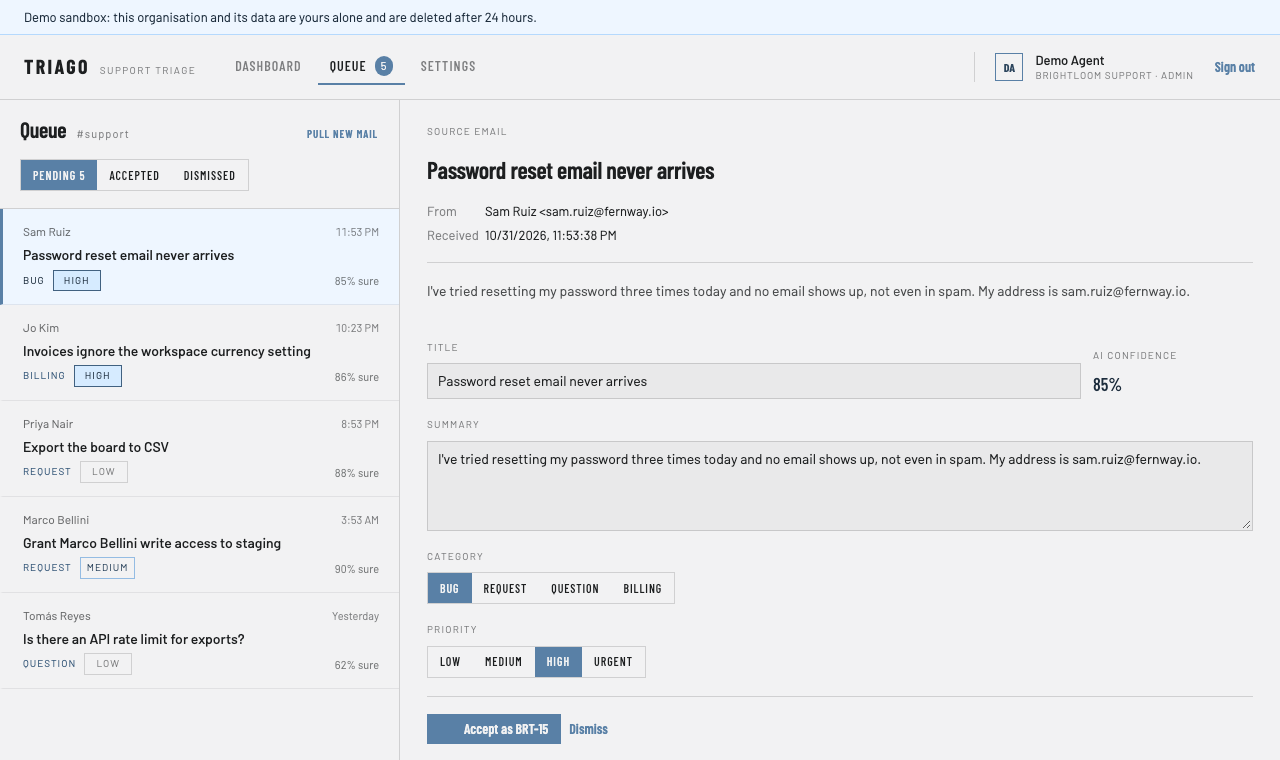 Demo sandbox: this organisation and its data are yours alone and are deleted after 24 hours.
TRIAGO SUPPORT TRIAGE DASHBOARD QUEUE 5 SETTINGS
DA Demo Agent
BRIGHTLOOM SUPPORT · ADMIN
Sign out
Queue #support PULL NEW MAIL
PENDING 5 ACCEPTED DISMISSED
Sam Ruiz 11:53 PM
Password reset email never arrives
BUG HIGH 85% sure
Jo Kim 10:23 PM
Invoices ignore the workspace currency setting
BILLING HIGH 86% sure
Priya Nair 8:53 PM
Export the board to CSV
REQUEST LOW 88% sure
Marco Bellini 3:53 AM
Grant Marco Bellini write access to staging
REQUEST MEDIUM 90% sure
Tomás Reyes Yesterday
Is there an API rate limit for exports?
QUESTION LOW 62% sure
SOURCE EMAIL
Password reset email never arrives
From Sam Ruiz <sam.ruiz@fernway.io>
Received 10/31/2026, 11:53:38 PM
I've tried resetting my password three times today and no email shows up, not even in spam. My address is sam.ruiz@fernway.io.
TITLE
Password reset email never arrives
AI CONFIDENCE
85%
SUMMARY
I've tried resetting my password three times today and no email shows up, not even in spam. My address is sam.ruiz@fernway.io.
CATEGORY
BUG REQUEST QUESTION BILLING
PRIORITY
LOW MEDIUM HIGH URGENT
Accept as BRT-15 Dismiss